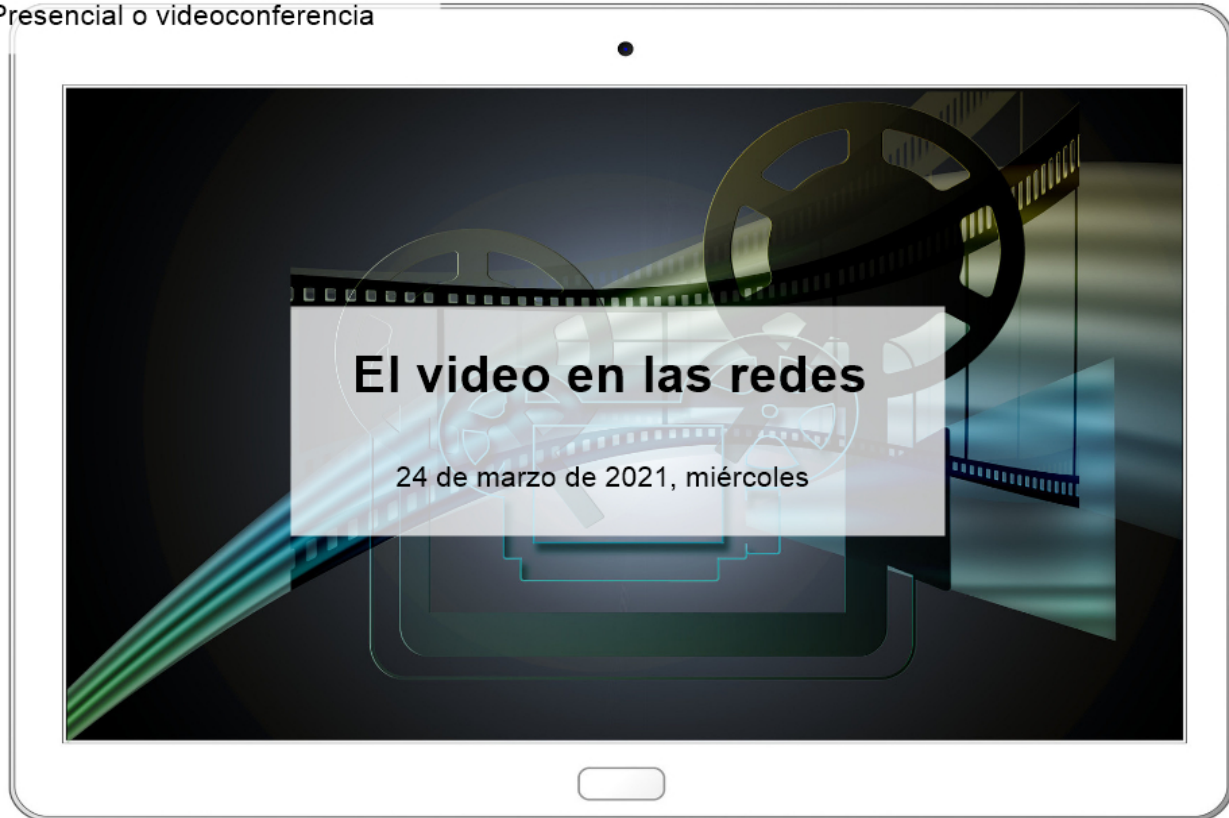 Presencial o videoconferencia
El video en las redes
24 de marzo de 2021, miércoles